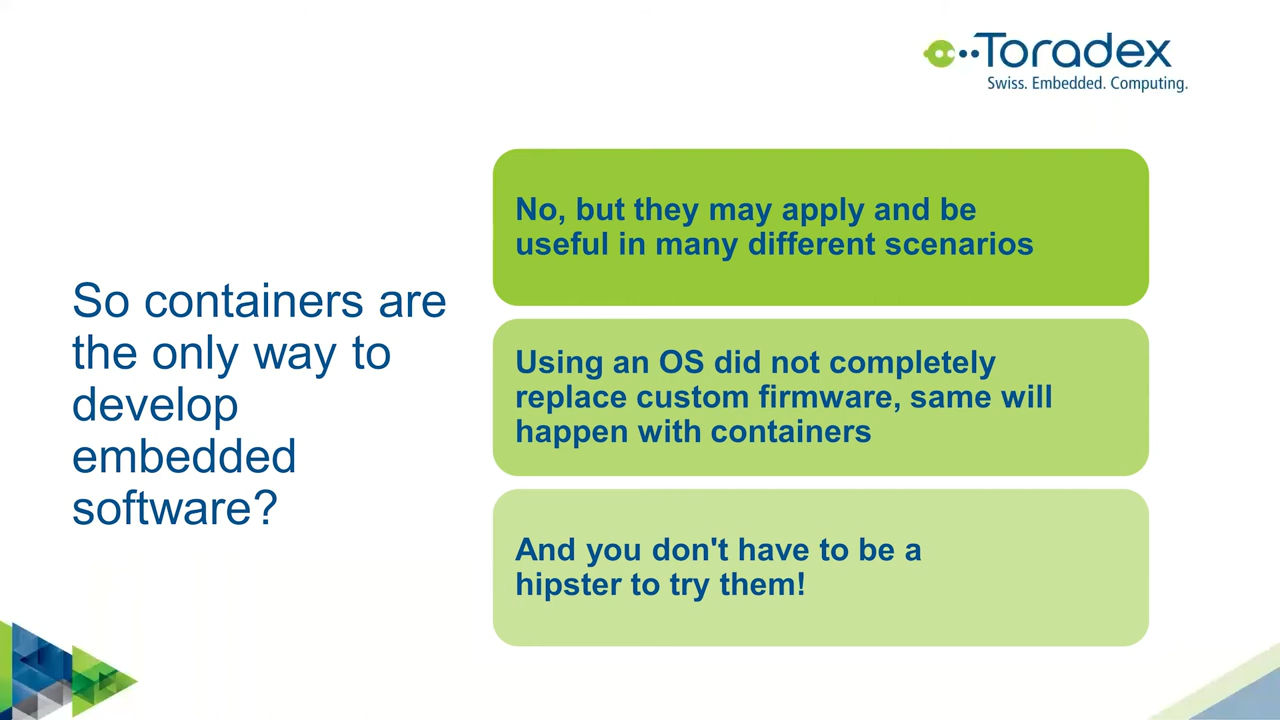 Toradex
Swiss. Embedded. Computing.
So containers are
the only way to
develop
embedded
software?
No, but they may apply and be
useful in many different scenarios
Using an OS did not completely
replace custom firmware, same will
happen with containers
And you don't have to be a
hipster to try them!